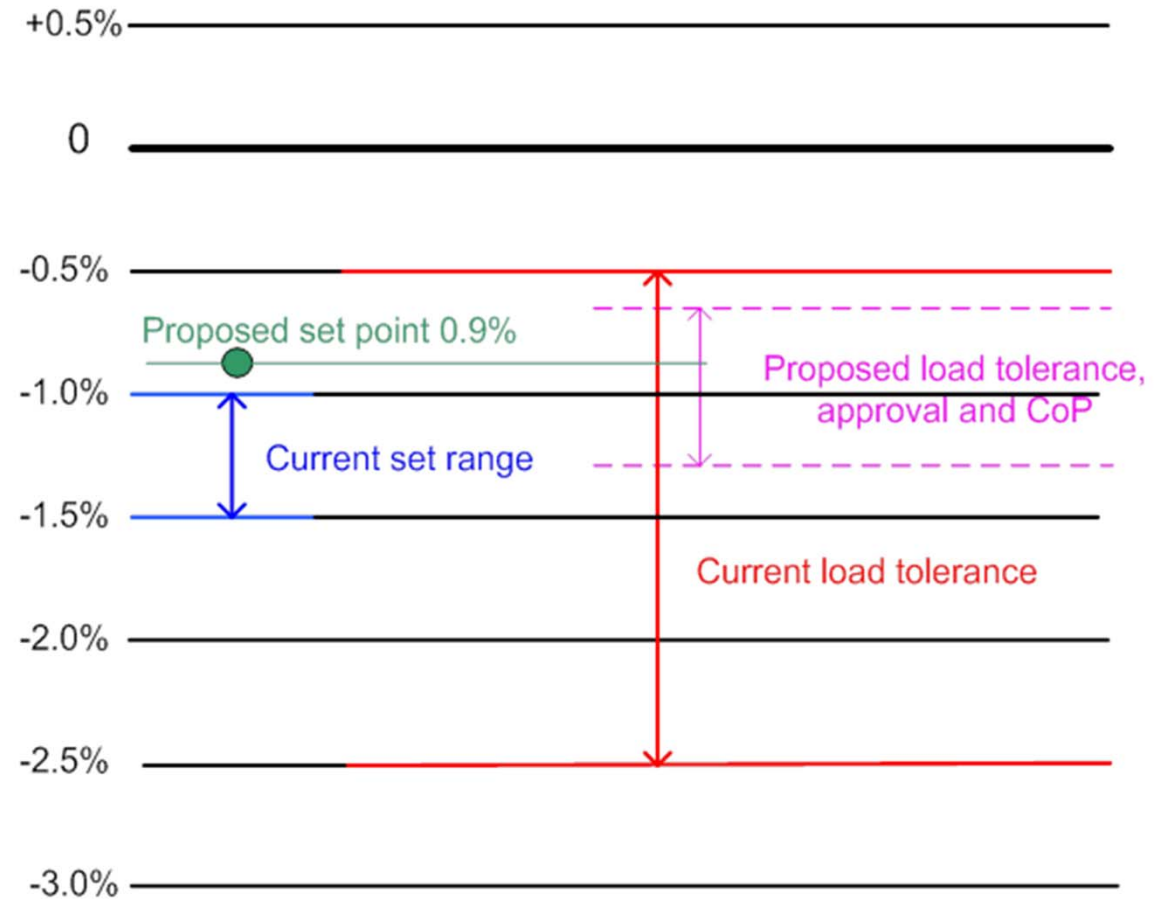 +0.5%
0
-0.5%
Proposed set point 0.9%
Proposed load tolerance,
approval and CoP
-1.0%
Current set range
-1.5%
Current load tolerance
-2.0%
-2.5%
-3.0%